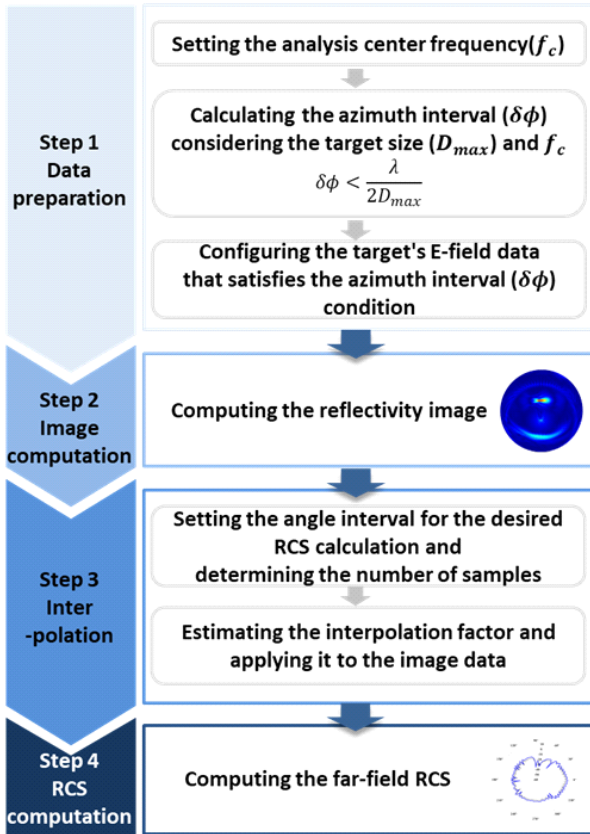 Step 1
Data
preparation
Setting the analysis center frequency(f_c)
Calculating the azimuth interval (δϕ)
considering the target size (D_max) and f_c
δϕ < λ / 2D_max
Configuring the target's E-field data
that satisfies the azimuth interval (δϕ)
condition
Step 2
Image
computation
Computing the reflectivity image
Step 3
Inter
-polation
Setting the angle interval for the desired
RCS calculation and
determining the number of samples
Estimating the interpolation factor and
applying it to the image data
Step 4
RCS
computation
Computing the far-field RCS